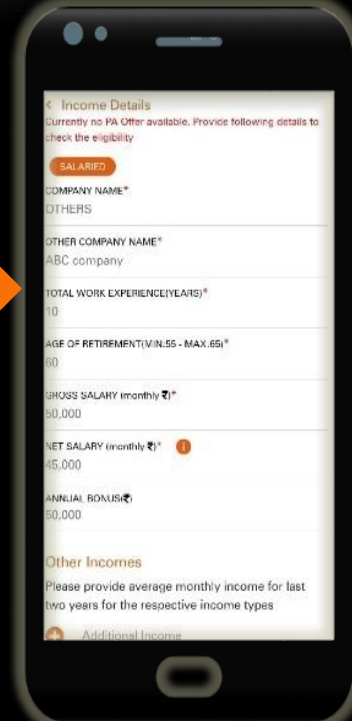 < Income Details
Currently no PA Offer available. Provide following details to
check the eligibility
SALARIED
COMPANY NAME*
OTHERS
OTHER COMPANY NAME*
ABC company
TOTAL WORK EXPERIENCE(YEARS)*
10
AGE OF RETIREMENT(MIN.55 - MAX.65)*
60
GROSS SALARY (monthly ₹)*
50,000
NET SALARY (monthly ₹)* i
45,000
ANNUAL BONUS(₹)
50,000
Other Incomes
Please provide average monthly income for last
two years for the respective income types
+ Additional Income